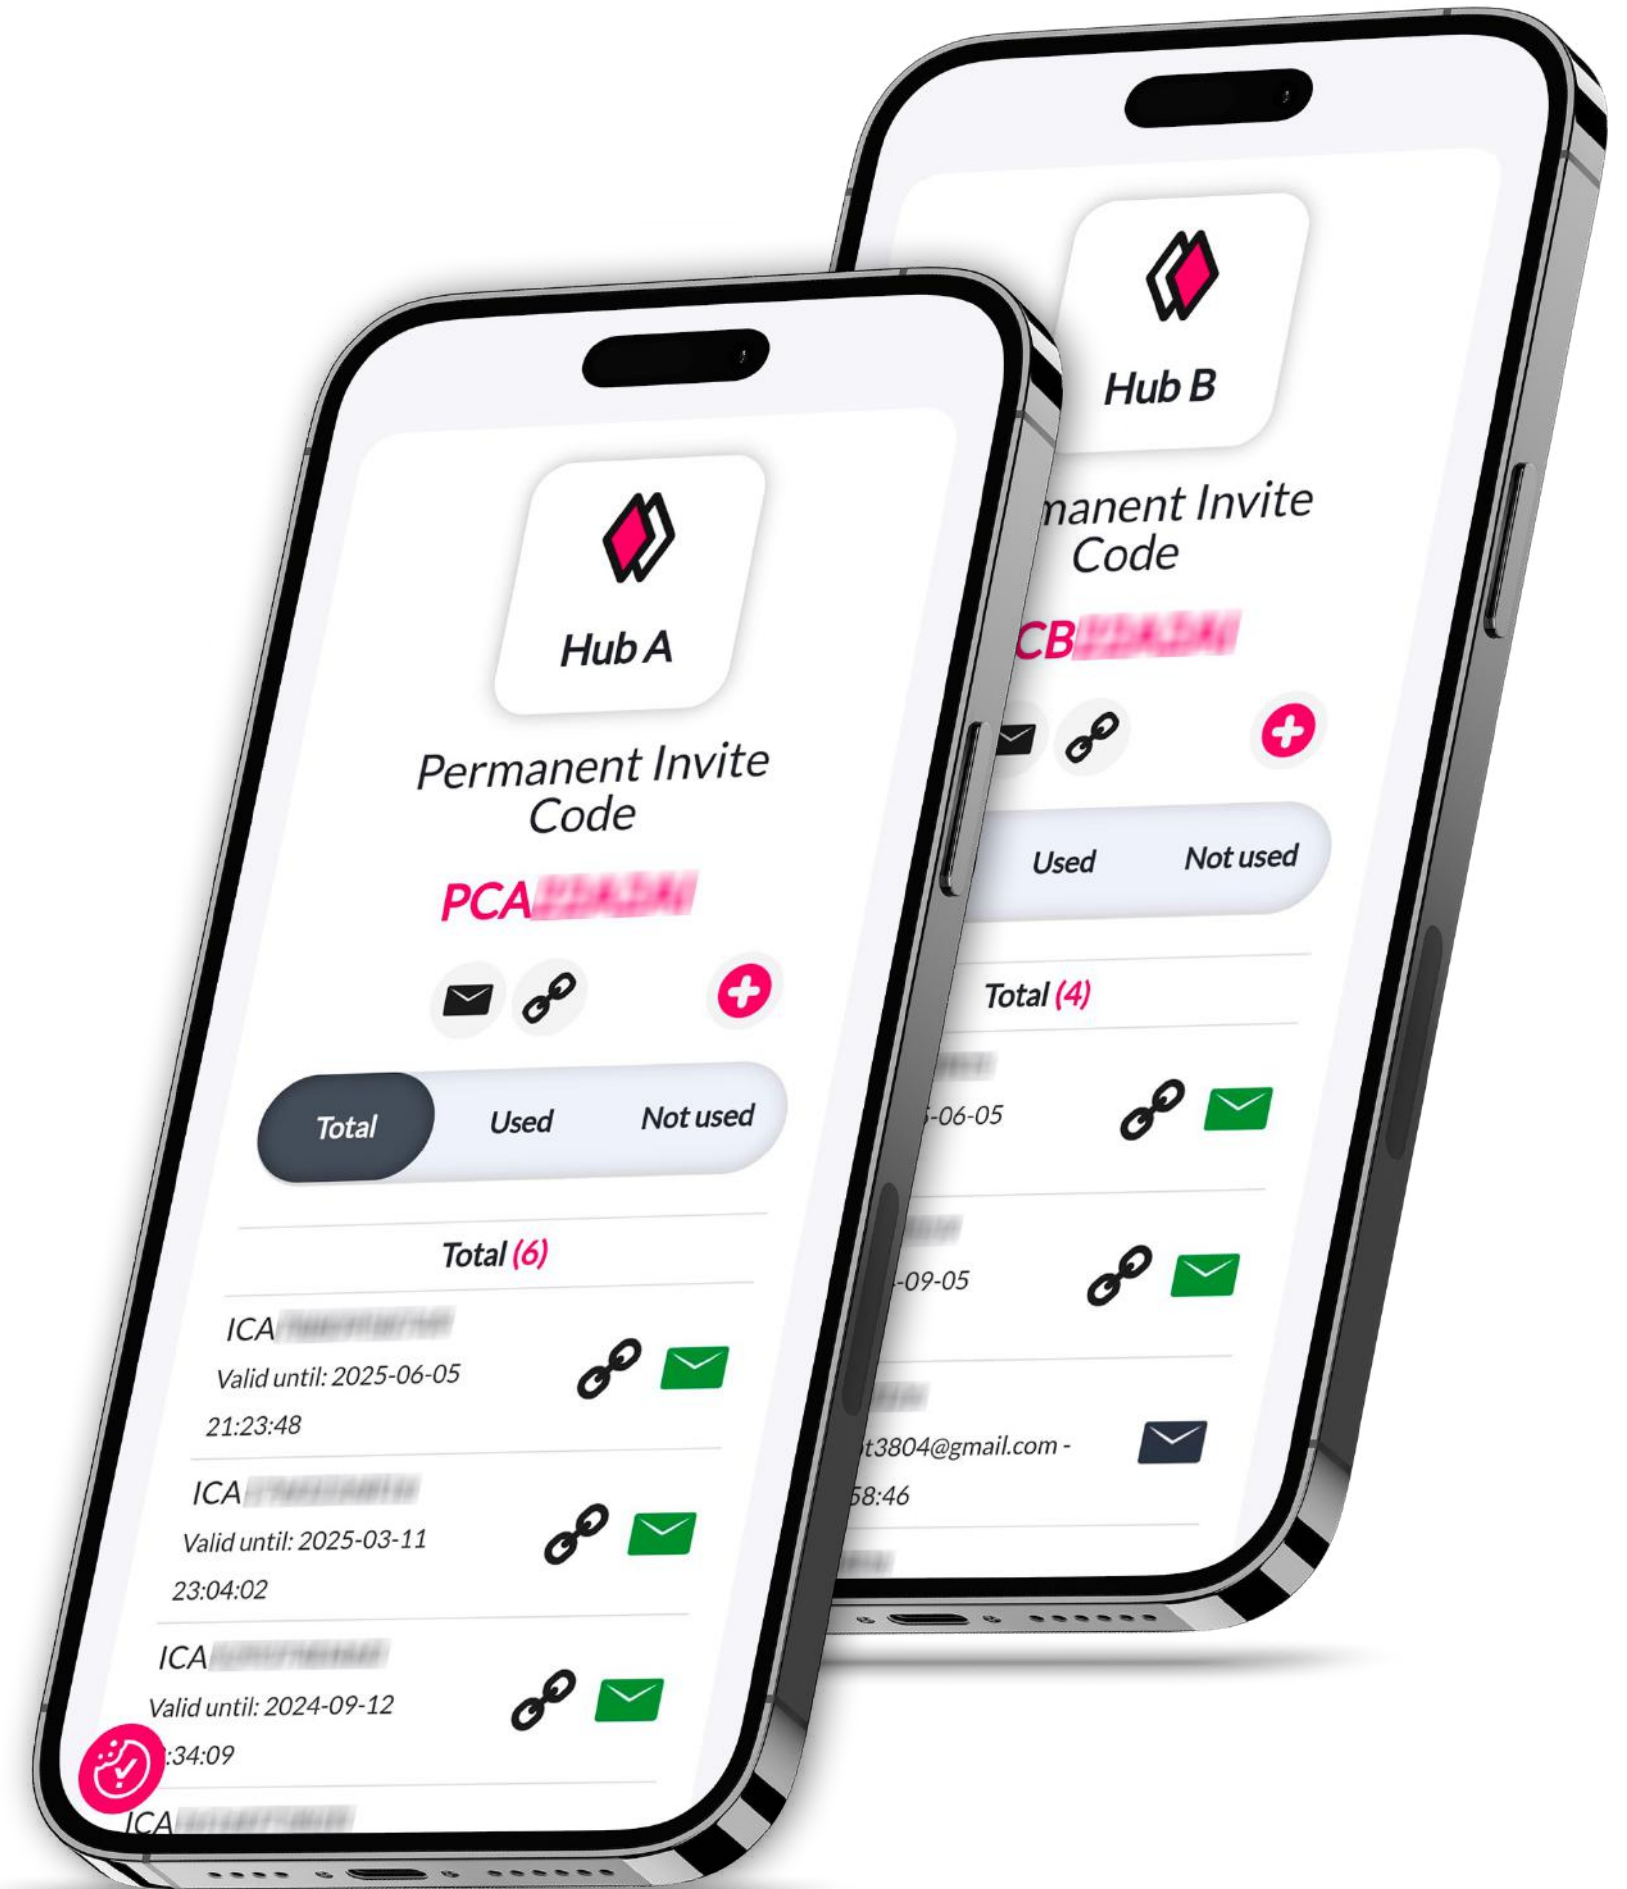 Hub A
Permanent Invite
Code
PCA
Total Used Not used
Total (6)
ICA
Valid until: 2025-06-05
21:23:48
ICA
Valid until: 2025-03-11
23:04:02
ICA
Valid until: 2024-09-12
:34:09
ICA
Hub B
manent Invite
Code
CB
Used Not used
Total (4)
-06-05
-09-05
t3804@gmail.com -
58:46